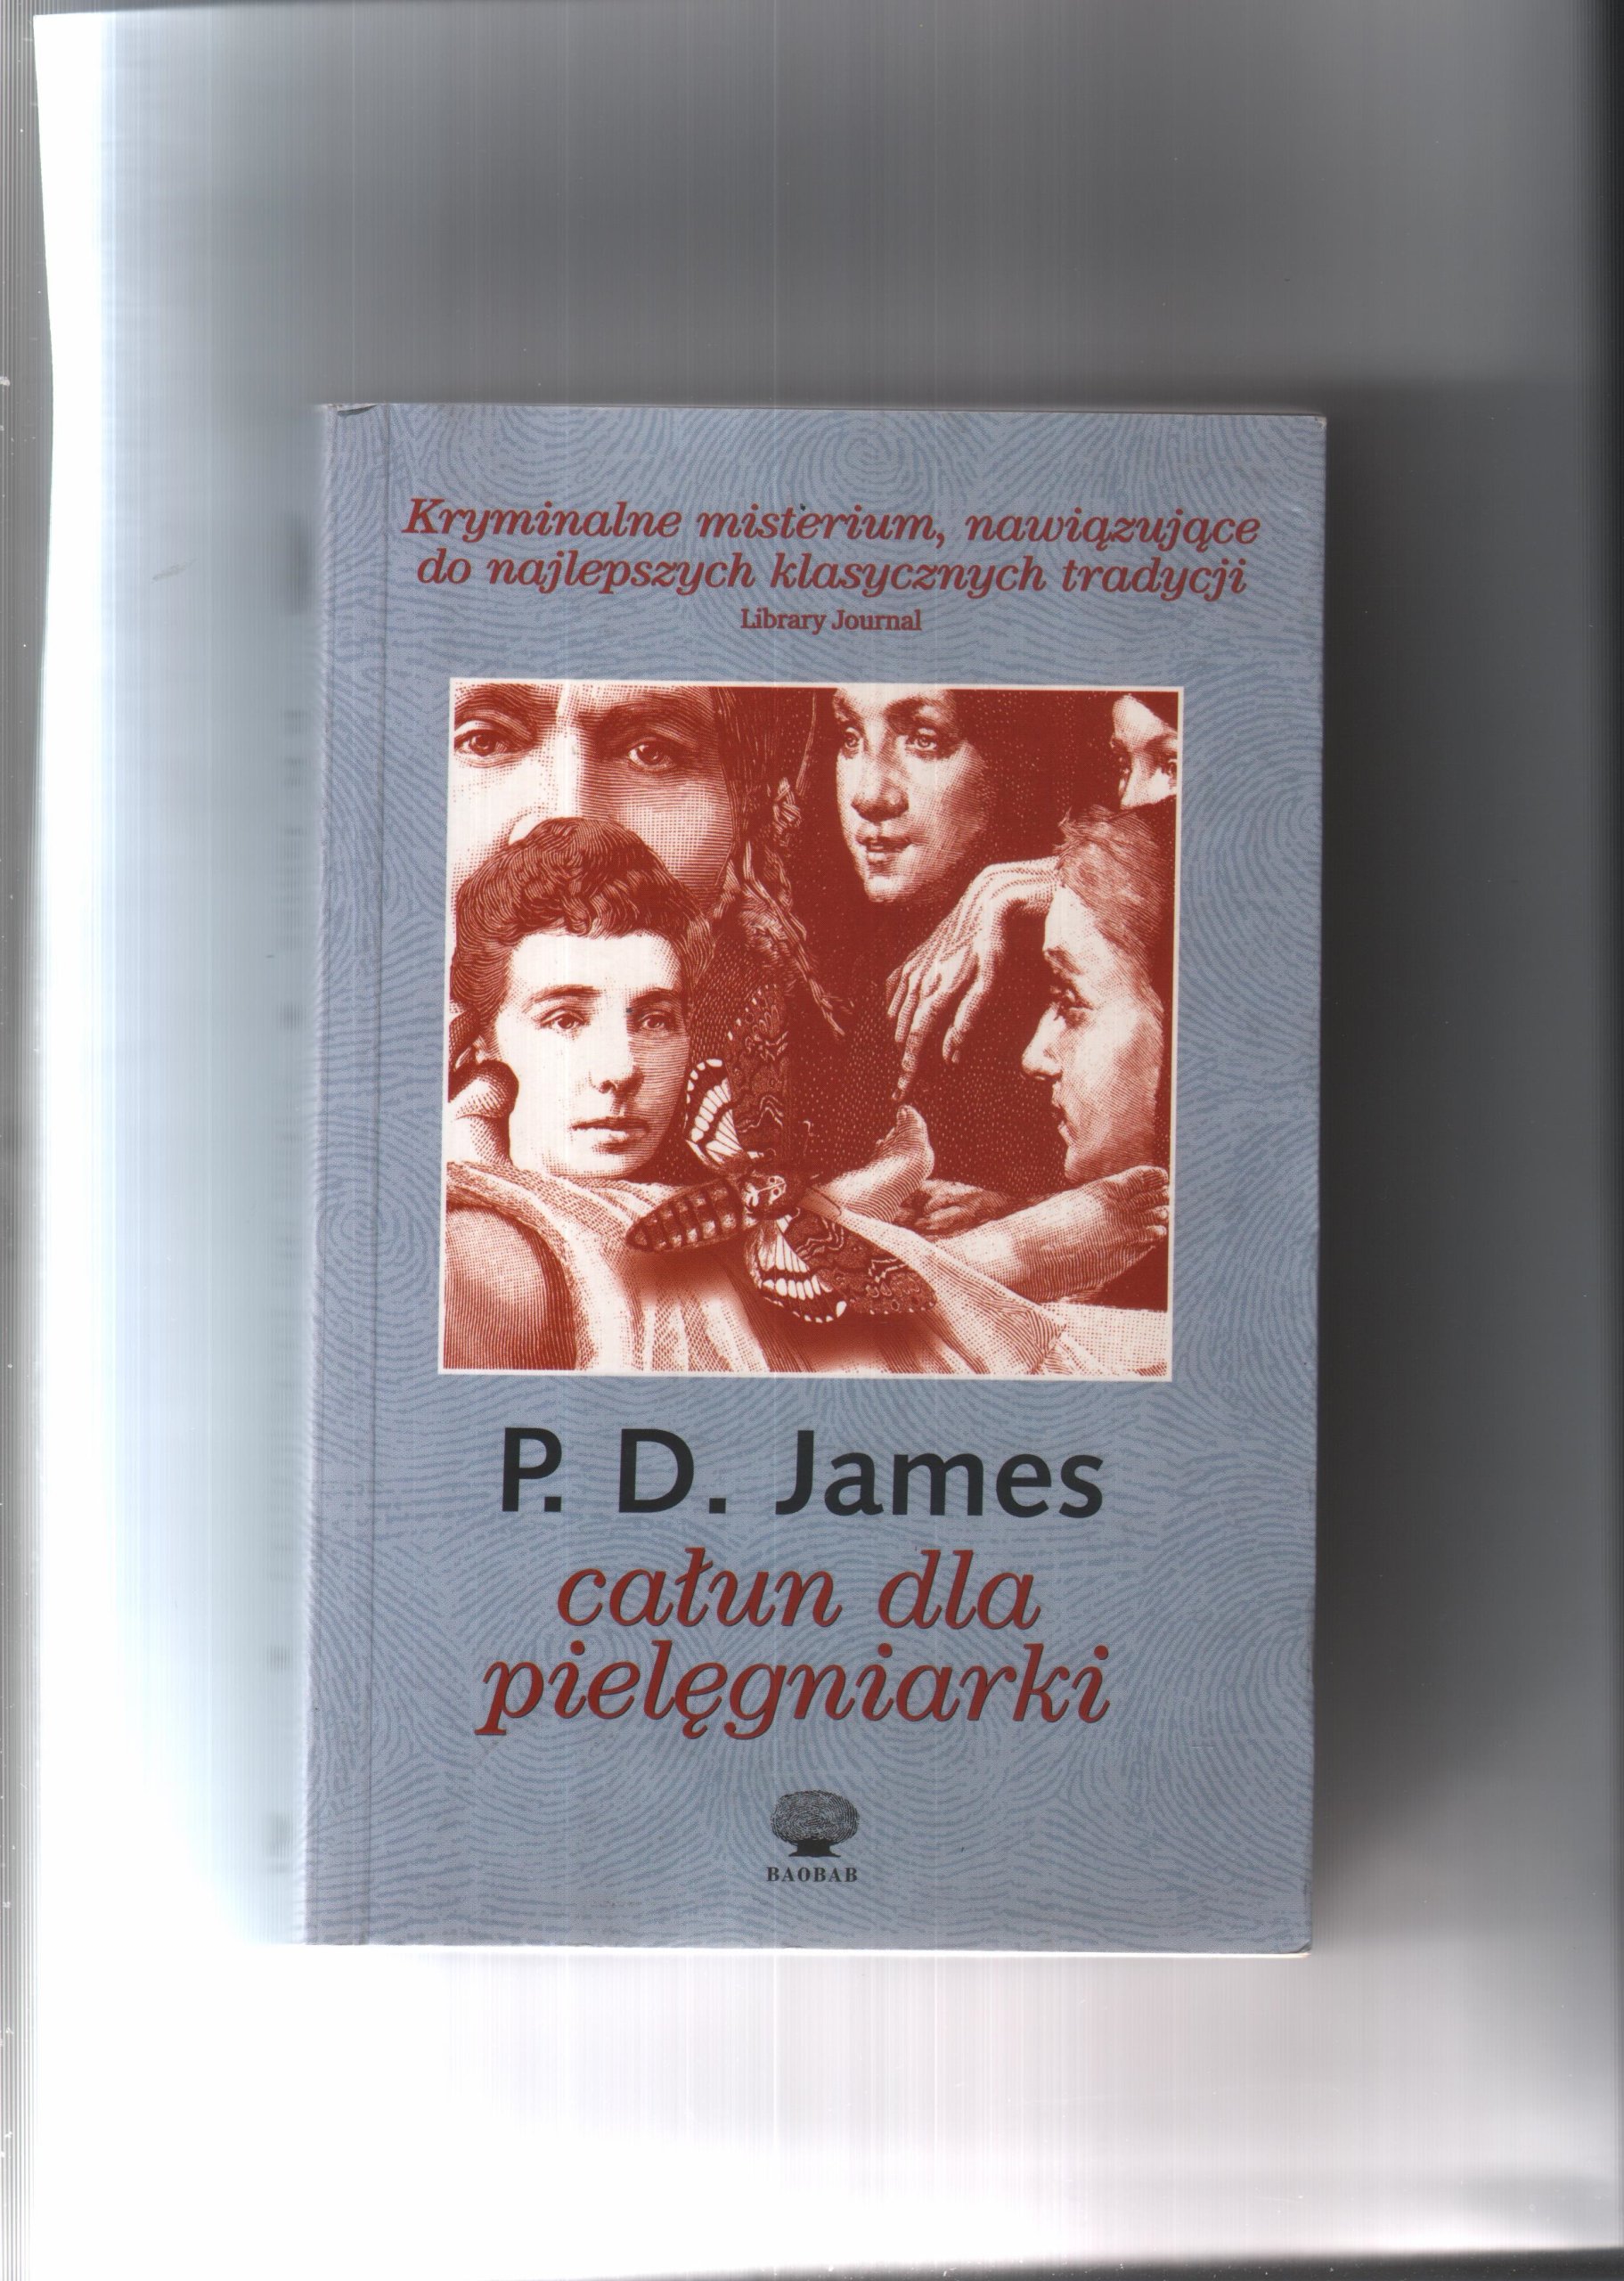 Kryminalne misterium, nawiązujące
do najlepszych klasycznych tradycji
Library Journal
P. D. James
całun dla
pielęgniarki
BAOBAB